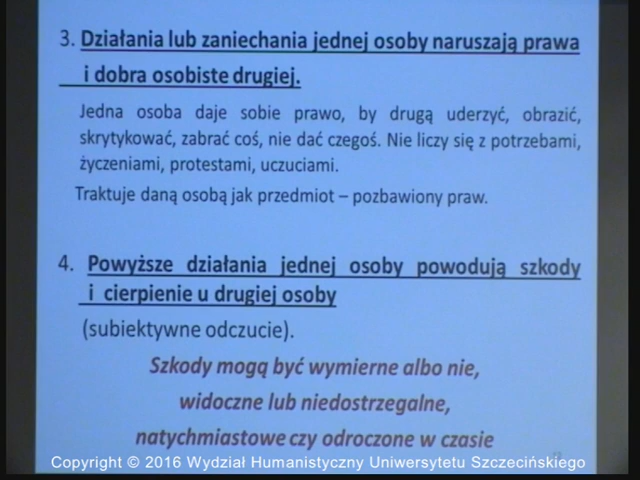 3. Działania lub zaniechania jednej osoby naruszają prawa
i dobra osobiste drugiej.
Jedna osoba daje sobie prawo, by drugą uderzyć, obrazić,
skrytykować, zabrać coś, nie dać czegoś. Nie liczy się z potrzebami,
życzeniami, protestami, uczuciami.
Traktuje daną osobą jak przedmiot – pozbawiony praw.
4. Powyższe działania jednej osoby powodują szkody
i cierpienie u drugiej osoby
(subiektywne odczucie).
Szkody mogą być wymierne albo nie,
widoczne lub niedostrzegalne,
natychmiastowe czy odroczone w czasie
Copyright © 2016 Wydział Humanistyczny Uniwersytetu Szczecińskiego